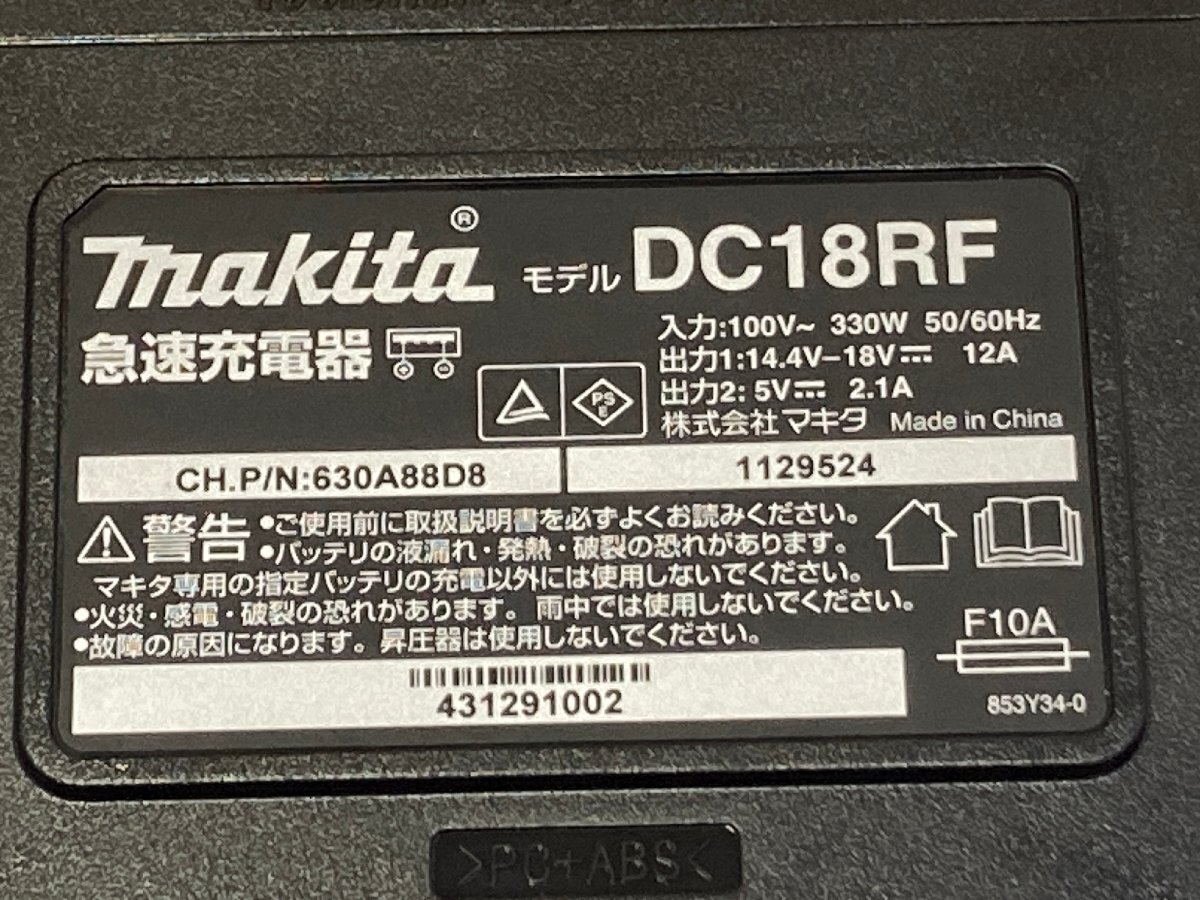 makita® モデル DC18RF
急速充電器
入力:100V~ 330W 50/60Hz
出力1:14.4V–18V⎓ 12A
出力2: 5V⎓ 2.1A
PS
E
株式会社マキタ Made in China
CH.P/N:630A88D8
1129524
警告 •ご使用前に取扱説明書を必ずよくお読みください。
•バッテリの液漏れ・発熱・破裂の恐れがあります。
マキタ専用の指定バッテリの充電以外には使用しないでください。
•火災・感電・破裂の恐れがあります。雨中では使用しないでください。
•故障の原因になります。昇圧器は使用しないでください。
F10A
431291002
853Y34-0
>PC+ABS<